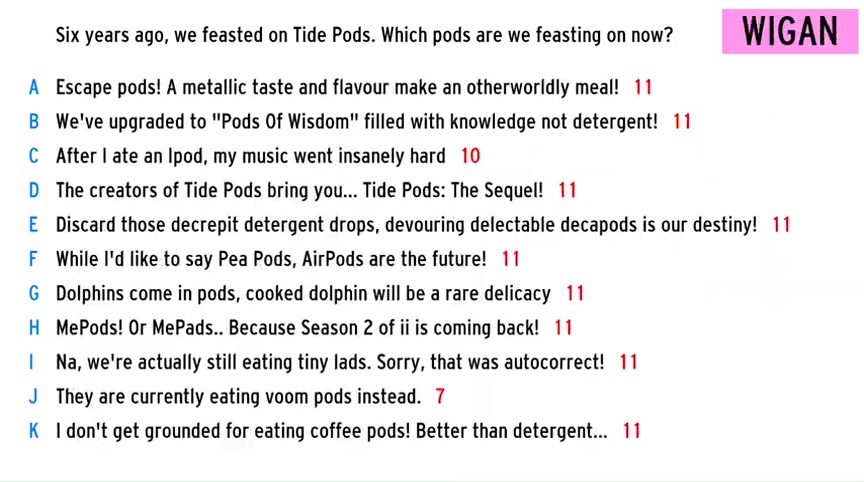 Six years ago, we feasted on Tide Pods. Which pods are we feasting on now?
WIGAN
A Escape pods! A metallic taste and flavour make an otherworldly meal! 11
B We've upgraded to "Pods Of Wisdom" filled with knowledge not detergent! 11
C After I ate an Ipod, my music went insanely hard 10
D The creators of Tide Pods bring you... Tide Pods: The Sequel! 11
E Discard those decrepit detergent drops, devouring delectable decapods is our destiny! 11
F While I'd like to say Pea Pods, AirPods are the future! 11
G Dolphins come in pods, cooked dolphin will be a rare delicacy 11
H MePods! Or MePads.. Because Season 2 of ii is coming back! 11
I Na, we're actually still eating tiny lads. Sorry, that was autocorrect! 11
J They are currently eating voom pods instead. 7
K I don't get grounded for eating coffee pods! Better than detergent... 11